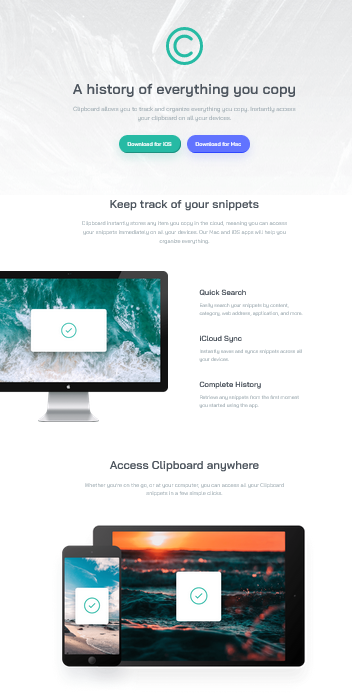 C
A history of everything you copy
Clipboard allows you to track and organize everything you copy. Instantly access
your clipboard on all your devices.
Download for iOS
Download for Mac
Keep track of your snippets
Clipboard instantly stores any item you copy in the cloud, meaning you can access
your snippets immediately on all your devices. Our Mac and iOS apps will help you
organize everything.
Quick Search
Easily search your snippets by content,
category, web address, application, and more.
iCloud Sync
Instantly saves and syncs snippets across all
your devices.
Complete History
Retrieve any snippets from the first moment
you started using the app.
Access Clipboard anywhere
Whether you're on the go, or at your computer, you can access all your Clipboard
snippets in a few simple clicks.